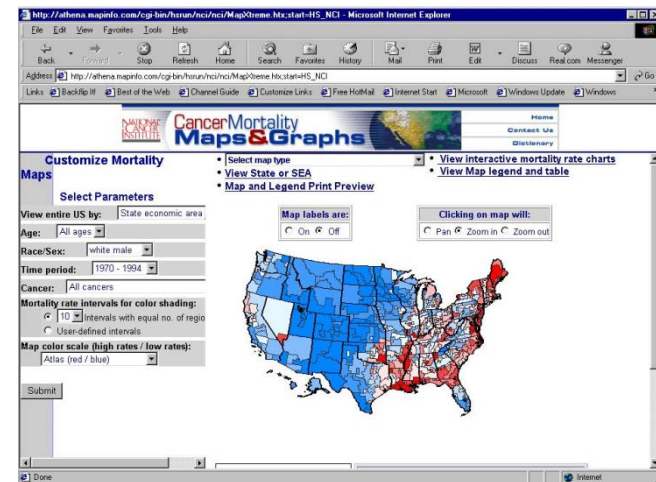 http://athena.mapinfo.com/cgi-bin/hsrun/nci/nci/MapXtreme.htx;start=HS_NCI - Microsoft Internet Explorer
File Edit View Favorites Tools Help
Back Forward Stop Refresh Home Search Favorites History Mail Print Edit Discuss Real.com Messenger
Address http://athena.mapinfo.com/cgi-bin/hsrun/nci/nci/MapXtreme.htx;start=HS_NCI Go
Links Backflip It! Best of the Web Channel Guide Customize Links Free HotMail Internet Start Microsoft Windows Update Windows
NATIONAL CANCER INSTITUTE
CancerMortality
Maps&Graphs
Home
Contact Us
Dictionary
Customize Mortality
Maps
Select Parameters
View entire US by: State economic area
Age: All ages
Race/Sex: white male
Time period: 1970 - 1994
Cancer: All cancers
Mortality rate intervals for color shading:
10 Intervals with equal no. of regio
User-defined intervals
Map color scale (high rates / low rates):
Atlas (red / blue)
Submit
• Select map type
• View State or SEA
• Map and Legend Print Preview
• View interactive mortality rate charts
• View Map legend and table
Map labels are:
On Off
Clicking on map will:
Pan Zoom in Zoom out
Done Internet